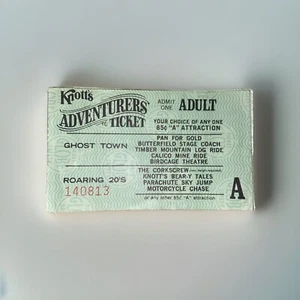 Knott's
ADVENTURERS'
TICKET
ADMIT
ONE ADULT
YOUR CHOICE OF ANY ONE
85¢ "A" ATTRACTION
GHOST TOWN
PAN FOR GOLD
BUTTERFIELD STAGE COACH
TIMBER MOUNTAIN LOG RIDE
CALICO MINE RIDE
BIRDCAGE THEATRE
ROARING 20'S
140813
THE CORKSCREW
KNOTT'S BEAR-Y TALES
PARACHUTE SKY JUMP
MOTORCYCLE CHASE
or any other 85¢ "A" attraction
A